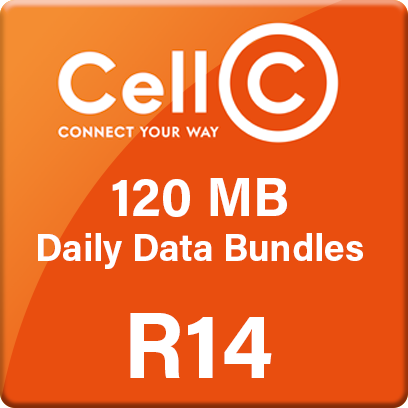 Cell C
CONNECT YOUR WAY
120 MB
Daily Data Bundles
R14